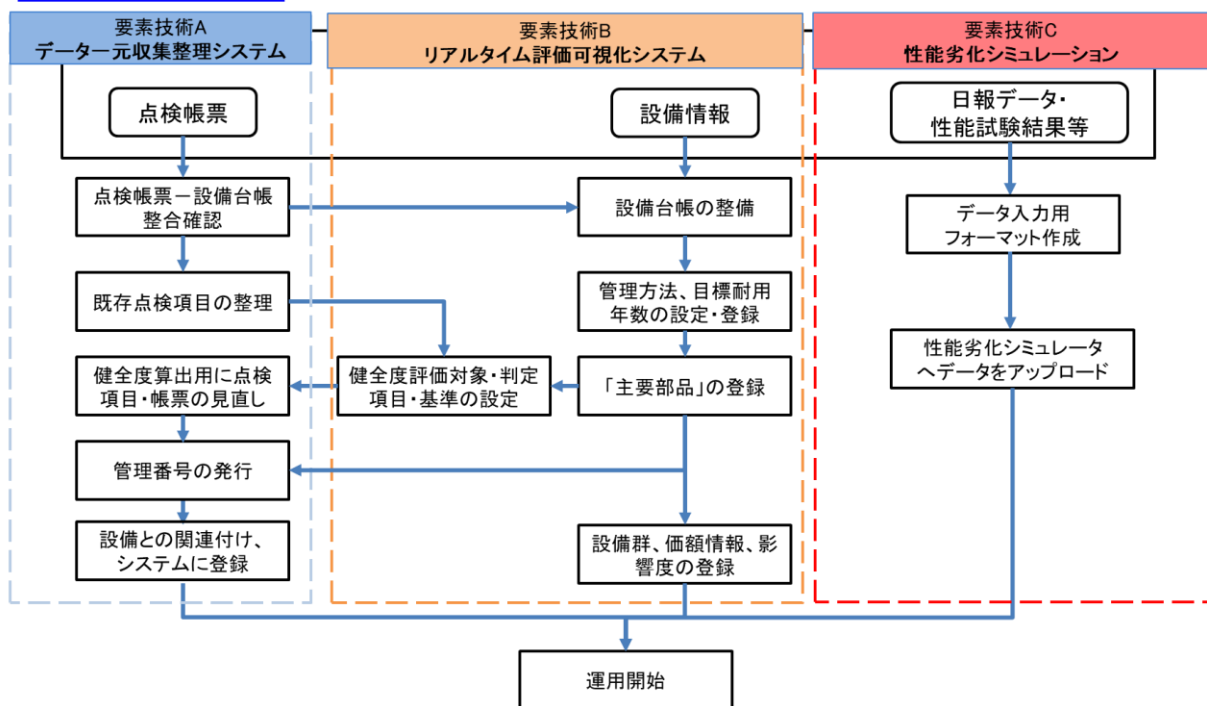 要素技術A
データ一元収集整理システム
要素技術B
リアルタイム評価可視化システム
要素技術C
性能劣化シミュレーション
点検帳票
設備情報
日報データ・
性能試験結果等
点検帳票－設備台帳
整合確認
設備台帳の整備
データ入力用
フォーマット作成
既存点検項目の整理
管理方法、目標耐用
年数の設定・登録
健全度算出用に点検
項目・帳票の見直し
健全度評価対象・判定
項目・基準の設定
「主要部品」の登録
性能劣化シミュレータ
へデータをアップロード
管理番号の発行
設備との関連付け、
システムに登録
設備群、価額情報、影
響度の登録
運用開始